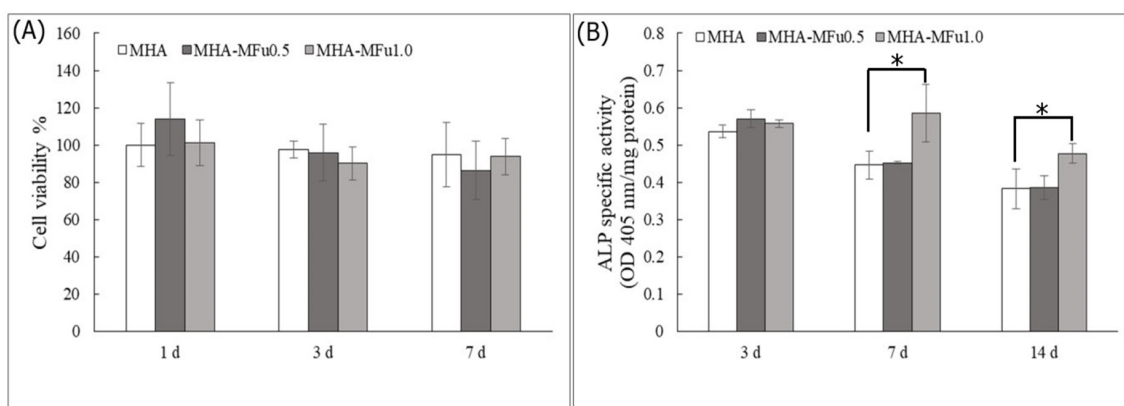 (A)
160
140
120
100
80
60
40
20
0
Cell viability %
MHA MHA-MFu0.5 MHA-MFu1.0
1 d 3 d 7 d
(B)
0.8
0.7
0.6
0.5
0.4
0.3
0.2
0.1
0
ALP specific activity
(OD 405 nm/mg protein)
MHA MHA-MFu0.5 MHA-MFu1.0
*
*
3 d 7 d 14 d